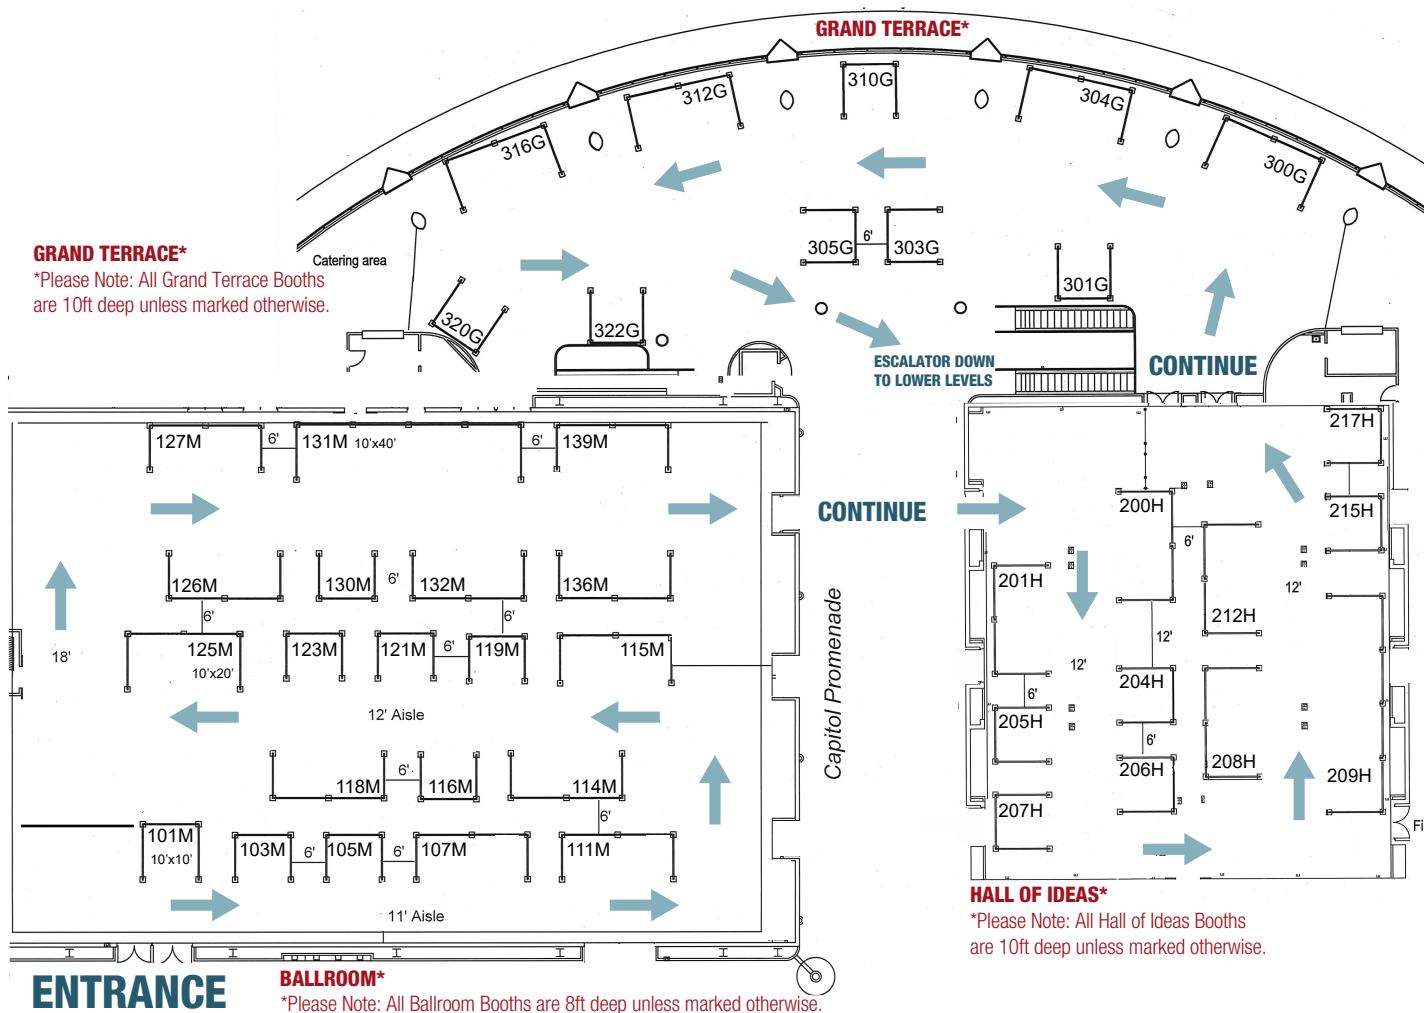 GRAND TERRACE*
310G
312G
304G
316G
300G
305G
6'
303G
GRAND TERRACE*
*Please Note: All Grand Terrace Booths
are 10ft deep unless marked otherwise.
Catering area
301G
320G
322G
ESCALATOR DOWN
TO LOWER LEVELS
CONTINUE
127M
6'
131M
10'x40'
6'
139M
CONTINUE
126M
130M
6'
132M
136M
6'
6'
125M
10'x20'
123M
121M
6'
119M
115M
18'
12' Aisle
118M
6'
116M
114M
6'
101M
10'x10'
103M
6'
105M
6'
107M
111M
11' Aisle
Capitol Promenade
217H
200H
215H
6'
201H
212H
12'
12'
12'
204H
6'
205H
6'
206H
208H
209H
207H
Fi
HALL OF IDEAS*
*Please Note: All Hall of Ideas Booths
are 10ft deep unless marked otherwise.
ENTRANCE
BALLROOM*
*Please Note: All Ballroom Booths are 8ft deep unless marked otherwise.